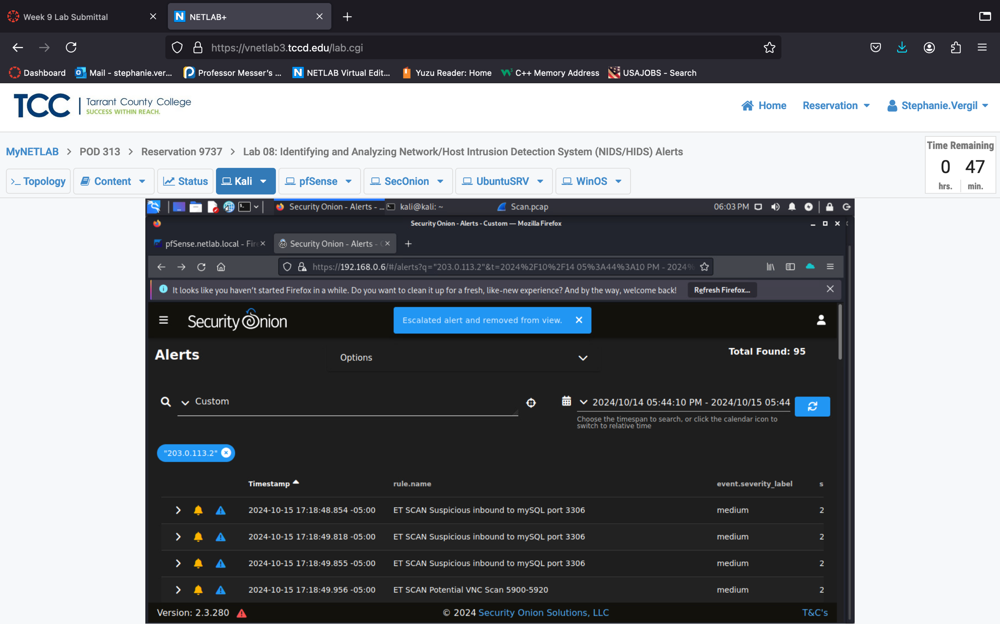 Week 9 Lab Submittal
NETLAB+
https://vnetlab3.tccd.edu/lab.cgi
Dashboard Mail - stephanie.ver... Professor Messer's ... NETLAB Virtual Edit... Yuzu Reader: Home C++ Memory Address USAJOBS - Search
TCC Tarrant County College
SUCCESS WITHIN REACH.
Home Reservation Stephanie.Vergil
MyNETLAB > POD 313 > Reservation 9737 > Lab 08: Identifying and Analyzing Network/Host Intrusion Detection System (NIDS/HIDS) Alerts
Time Remaining
0 47
hrs. min.
Topology Content Status Kali pfSense SecOnion UbuntuSRV WinOS
Security Onion - Alerts - ... kali@kali: ~ Scan.pcap 06:03 PM
Security Onion - Alerts - Custom — Mozilla Firefox
pfSense.netlab.local - Fire Security Onion - Alerts -
https://192.168.0.6/#/alerts?q="203.0.113.2"&t=2024%2F10%2F14 05%3A44%3A10 PM - 2024%
It looks like you haven't started Firefox in a while. Do you want to clean it up for a fresh, like-new experience? And by the way, welcome back! Refresh Firefox...
Security Onion
Escalated alert and removed from view.
Alerts
Options
Total Found: 95
Custom
2024/10/14 05:44:10 PM - 2024/10/15 05:44
Choose the timespan to search, or click the calendar icon to
switch to relative time
"203.0.113.2"
Timestamp rule.name event.severity_label s
2024-10-15 17:18:48.854 -05:00 ET SCAN Suspicious inbound to mySQL port 3306 medium 2
2024-10-15 17:18:49.818 -05:00 ET SCAN Suspicious inbound to mySQL port 3306 medium 2
2024-10-15 17:18:49.855 -05:00 ET SCAN Suspicious inbound to mySQL port 3306 medium 2
2024-10-15 17:18:49.956 -05:00 ET SCAN Potential VNC Scan 5900-5920 medium 2
Version: 2.3.280 © 2024 Security Onion Solutions, LLC T&C's